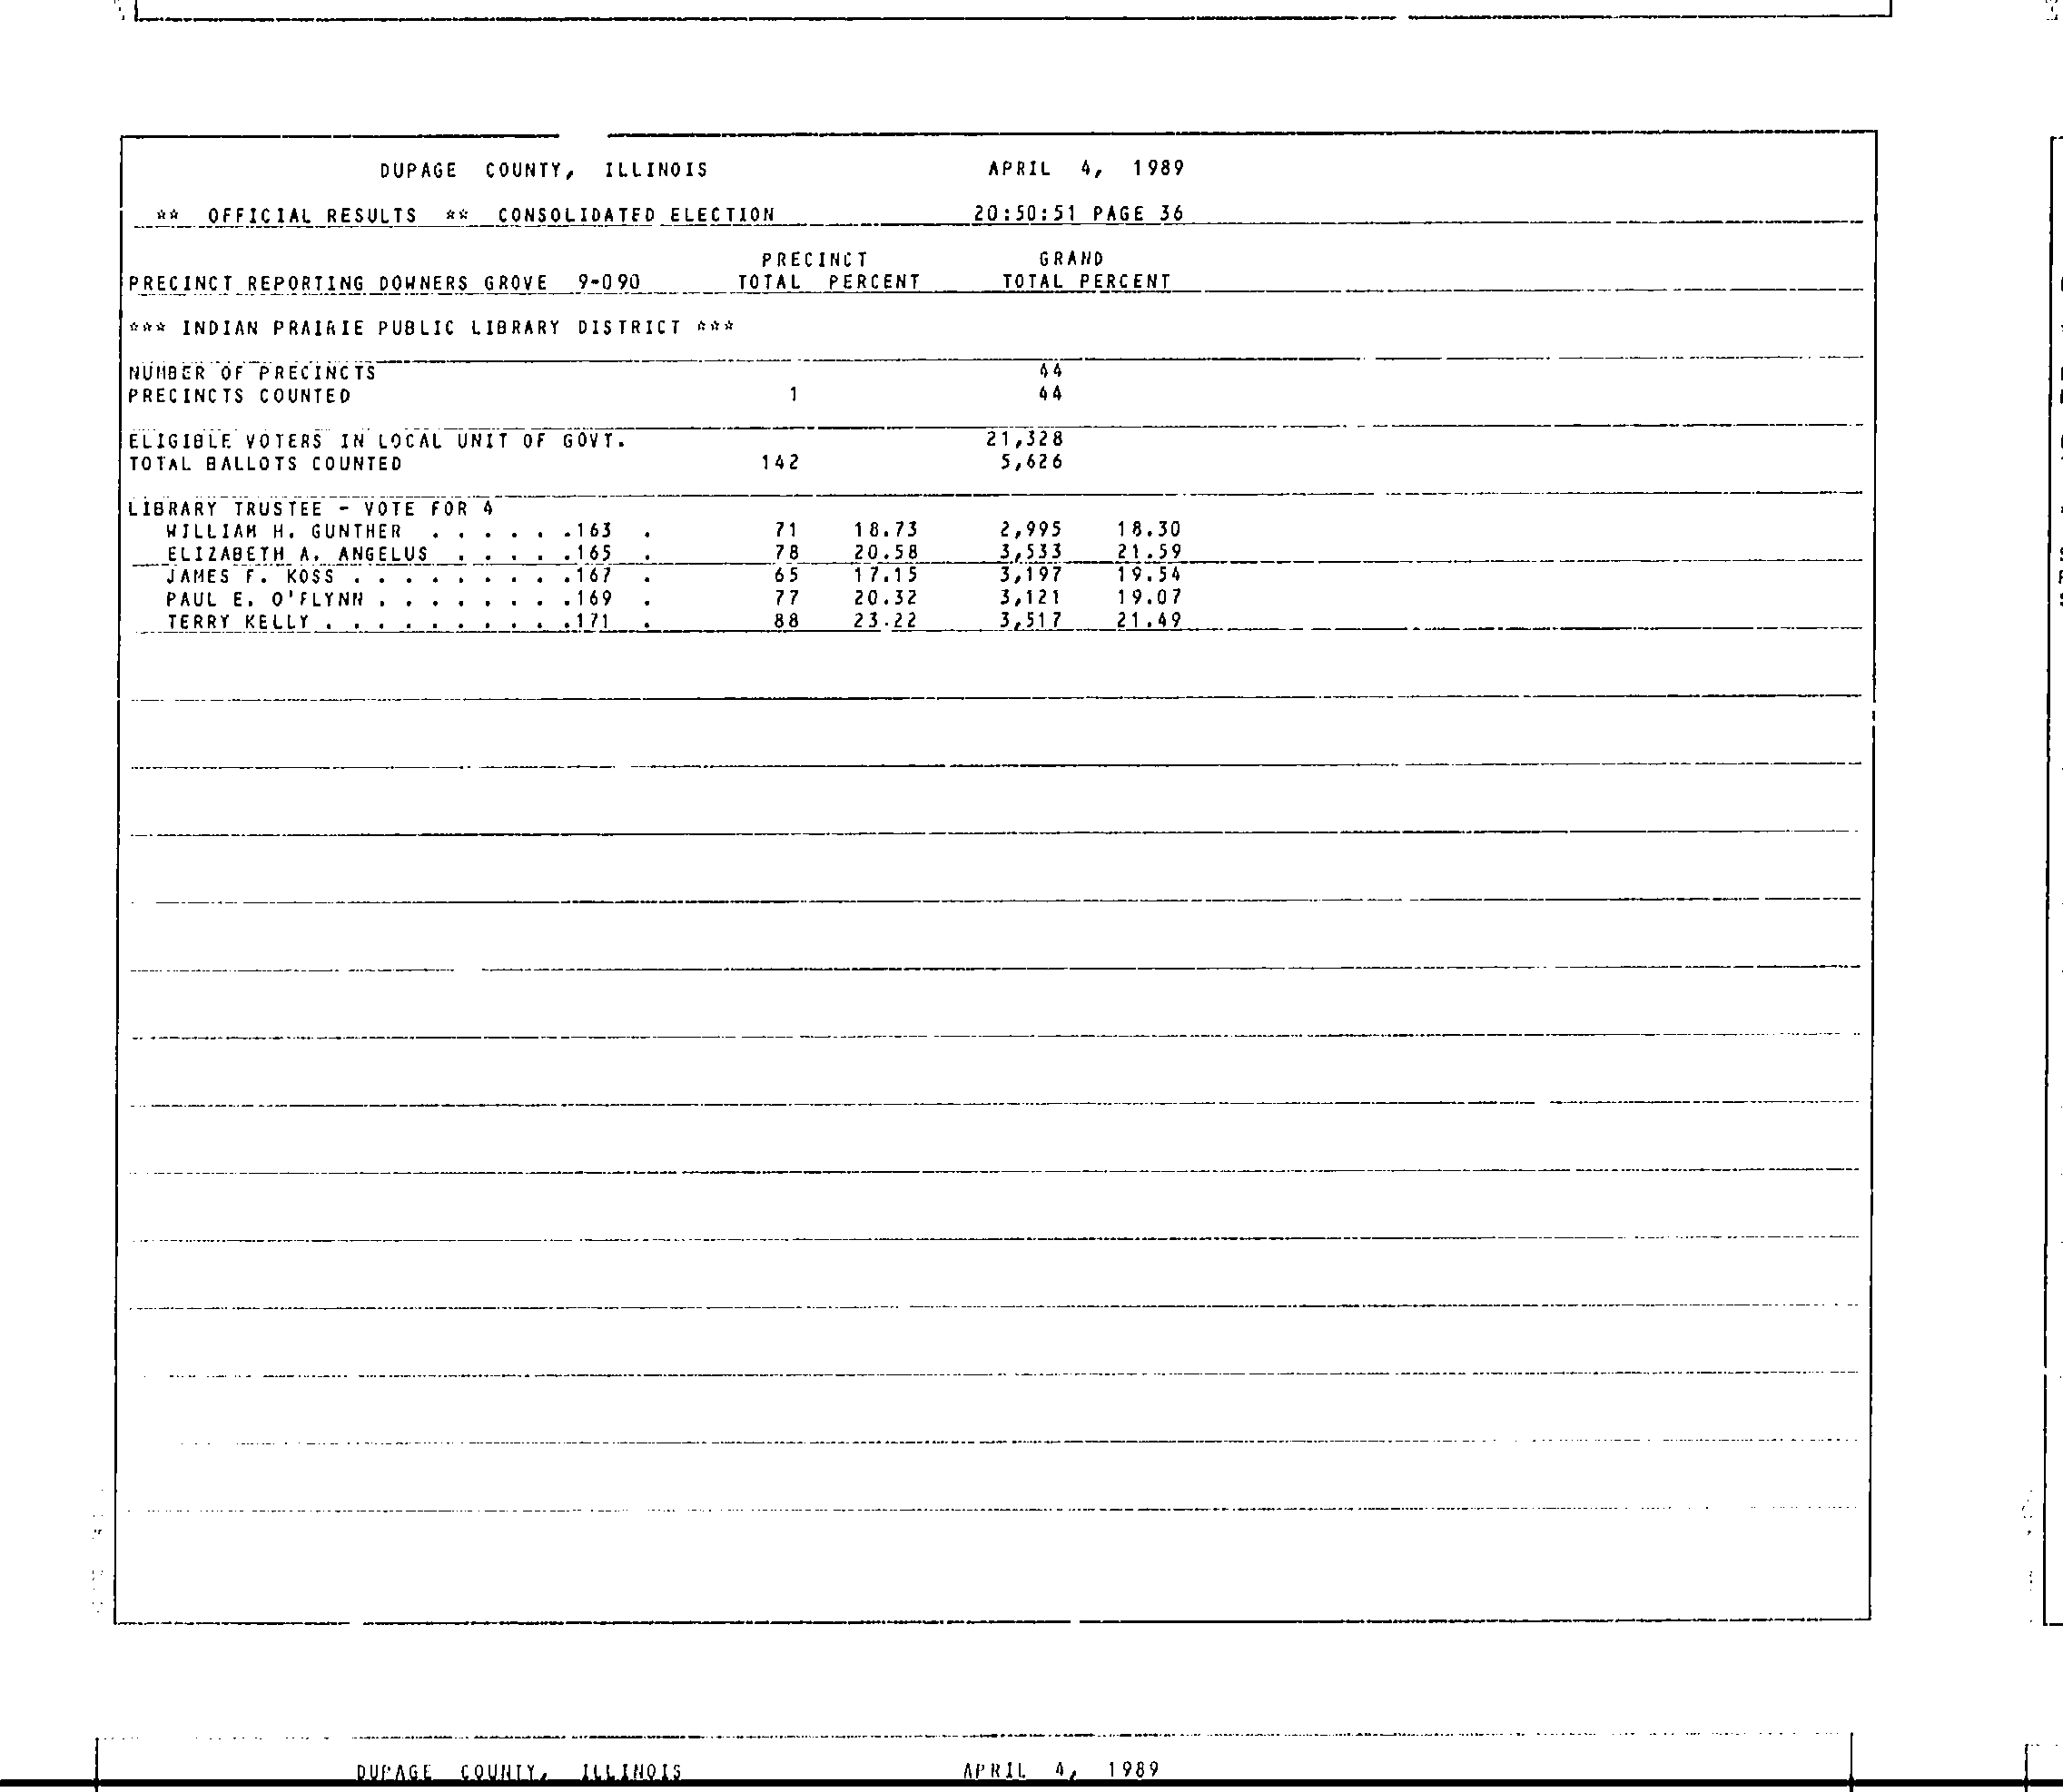 DUPAGE COUNTY, ILLINOIS APRIL 4, 1989
** OFFICIAL RESULTS ** CONSOLIDATED ELECTION 20:50:51 PAGE 36
PRECINCT GRAND
PRECINCT REPORTING DOWNERS GROVE 9-090 TOTAL PERCENT TOTAL PERCENT
*** INDIAN PRAIRIE PUBLIC LIBRARY DISTRICT ***
NUMBER OF PRECINCTS 44
PRECINCTS COUNTED 1 44
ELIGIBLE VOTERS IN LOCAL UNIT OF GOVT. 21,328
TOTAL BALLOTS COUNTED 142 5,626
LIBRARY TRUSTEE - VOTE FOR 4
WILLIAM H. GUNTHER . . . . . .163 . 71 18.73 2,995 18.30
ELIZABETH A. ANGELUS . . . . .165 . 78 20.58 3,533 21.59
JAMES F. KOSS . . . . . . . . .167 . 65 17.15 3,197 19.54
PAUL E. O'FLYNN . . . . . . . .169 . 77 20.32 3,121 19.07
TERRY KELLY . . . . . . . . . .171 . 88 23.22 3,517 21.49
DUPAGE COUNTY, ILLINOIS APRIL 4, 1989